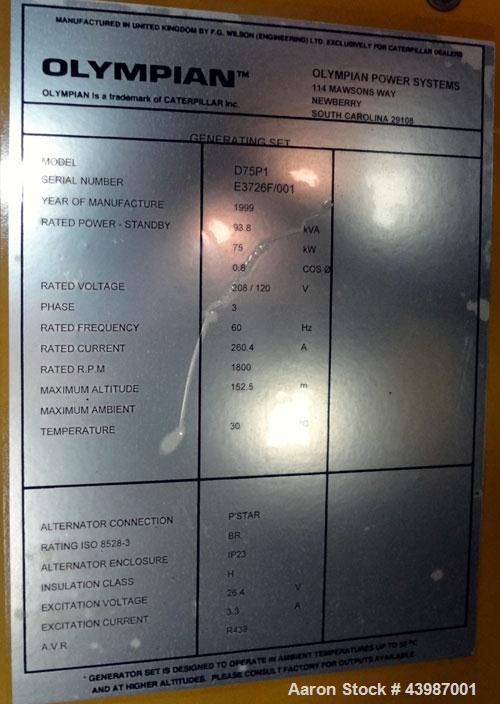 MANUFACTURED IN UNITED KINGDOM BY F.G. WILSON (ENGINEERING) LTD. EXCLUSIVELY FOR CATERPILLAR DEALERS
OLYMPIAN™
OLYMPIAN is a trademark of CATERPILLAR Inc.
OLYMPIAN POWER SYSTEMS
114 MAWSONS WAY
NEWBERRY
SOUTH CAROLINA 29108
GENERATING SET
MODEL D75P1
SERIAL NUMBER E3726F/001
YEAR OF MANUFACTURE 1999
RATED POWER - STANDBY 93.8 kVA
75 kW
0.8 COS Ø
RATED VOLTAGE 208 / 120 V
PHASE 3
RATED FREQUENCY 60 Hz
RATED CURRENT 260.4 A
RATED R.P.M 1800
MAXIMUM ALTITUDE 152.5 m
MAXIMUM AMBIENT
TEMPERATURE 30 °C
ALTERNATOR CONNECTION P'STAR
RATING ISO 8528-3 BR
ALTERNATOR ENCLOSURE IP23
INSULATION CLASS H
EXCITATION VOLTAGE 26.4 V
EXCITATION CURRENT 3.3 A
A.V.R R439
* GENERATOR SET IS DESIGNED TO OPERATE IN AMBIENT TEMPERATURES UP TO 50 °C
AND AT HIGHER ALTITUDES. PLEASE CONSULT FACTORY FOR OUTPUTS AVAILABLE
Aaron Stock # 43987001